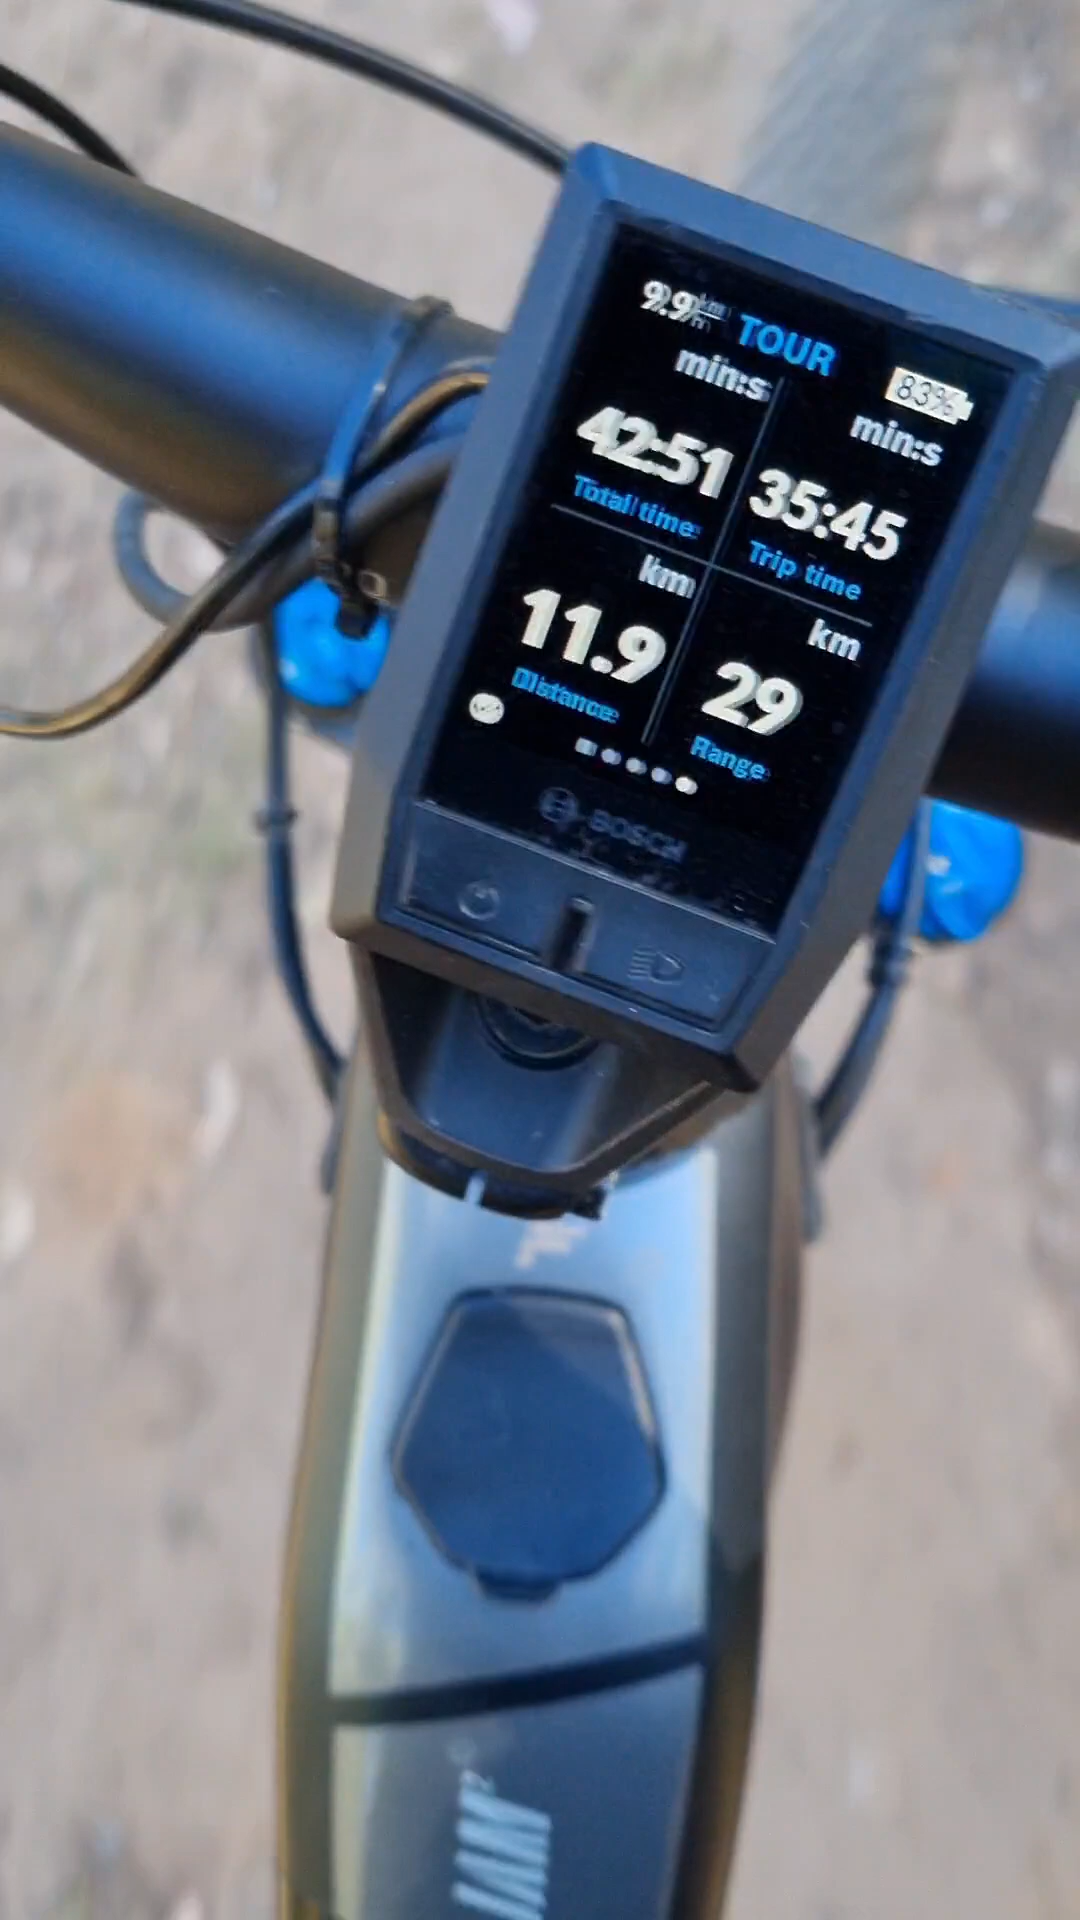 9.9 km/h TOUR 83%
min:s min:s
42:51 35:45
Total time Trip time
km km
11.9 29
Distance Range
BOSCH
JAM²